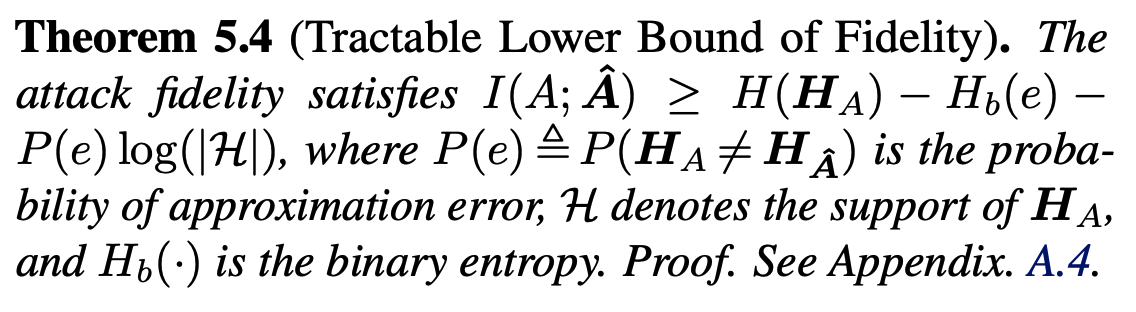 Theorem 5.4 (Tractable Lower Bound of Fidelity). The
attack fidelity satisfies I(A; Â) ≥ H(H_A) − H_b(e) −
P(e) log(|ℋ|), where P(e) ≜ P(H_A ≠ H_Â) is the proba-
bility of approximation error, ℋ denotes the support of H_A,
and H_b(·) is the binary entropy. Proof. See Appendix. A.4.